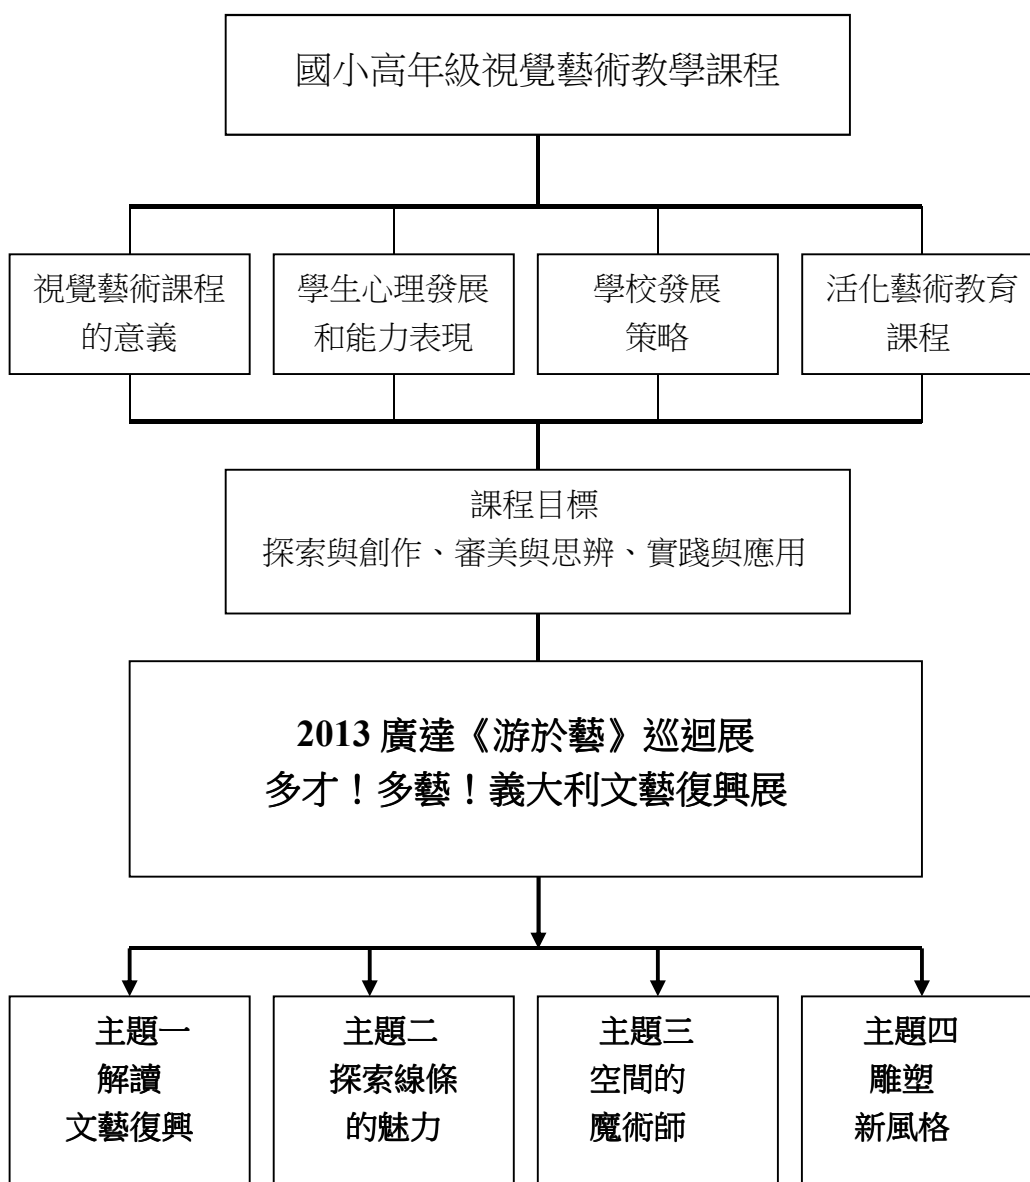 國小高年級視覺藝術教學課程
視覺藝術課程
的意義
學生心理發展
和能力表現
學校發展
策略
活化藝術教育
課程
課程目標
探索與創作、審美與思辨、實踐與應用
2013 廣達《游於藝》巡迴展
多才！多藝！義大利文藝復興展
主題一
解讀
文藝復興
主題二
探索線條
的魅力
主題三
空間的
魔術師
主題四
雕塑
新風格